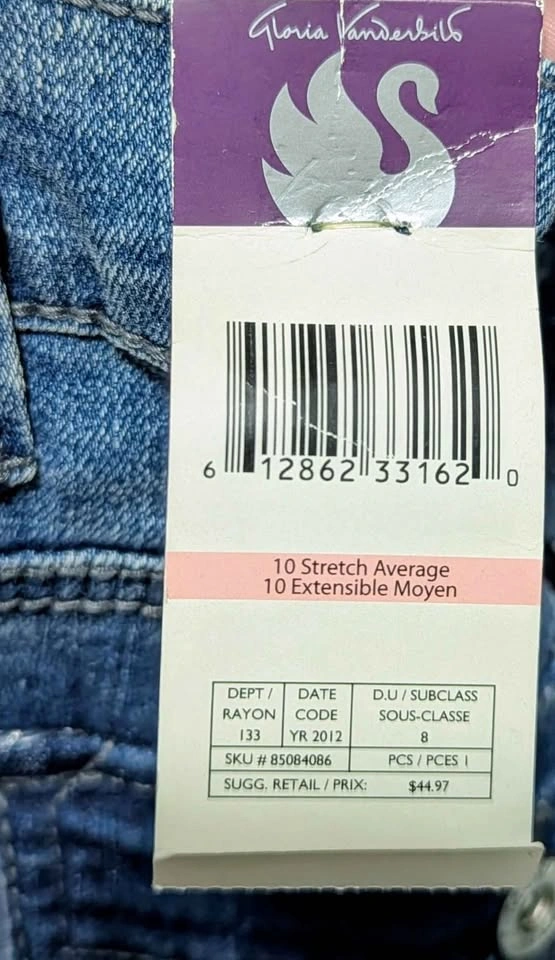 Gloria Vanderbilt
6 12862 33162 0
10 Stretch Average
10 Extensible Moyen
DEPT / RAYON 133
DATE CODE YR 2012
D.U / SUBCLASS SOUS-CLASSE 8
SKU # 85084086 PCS / PCES 1
SUGG. RETAIL / PRIX: $44.97